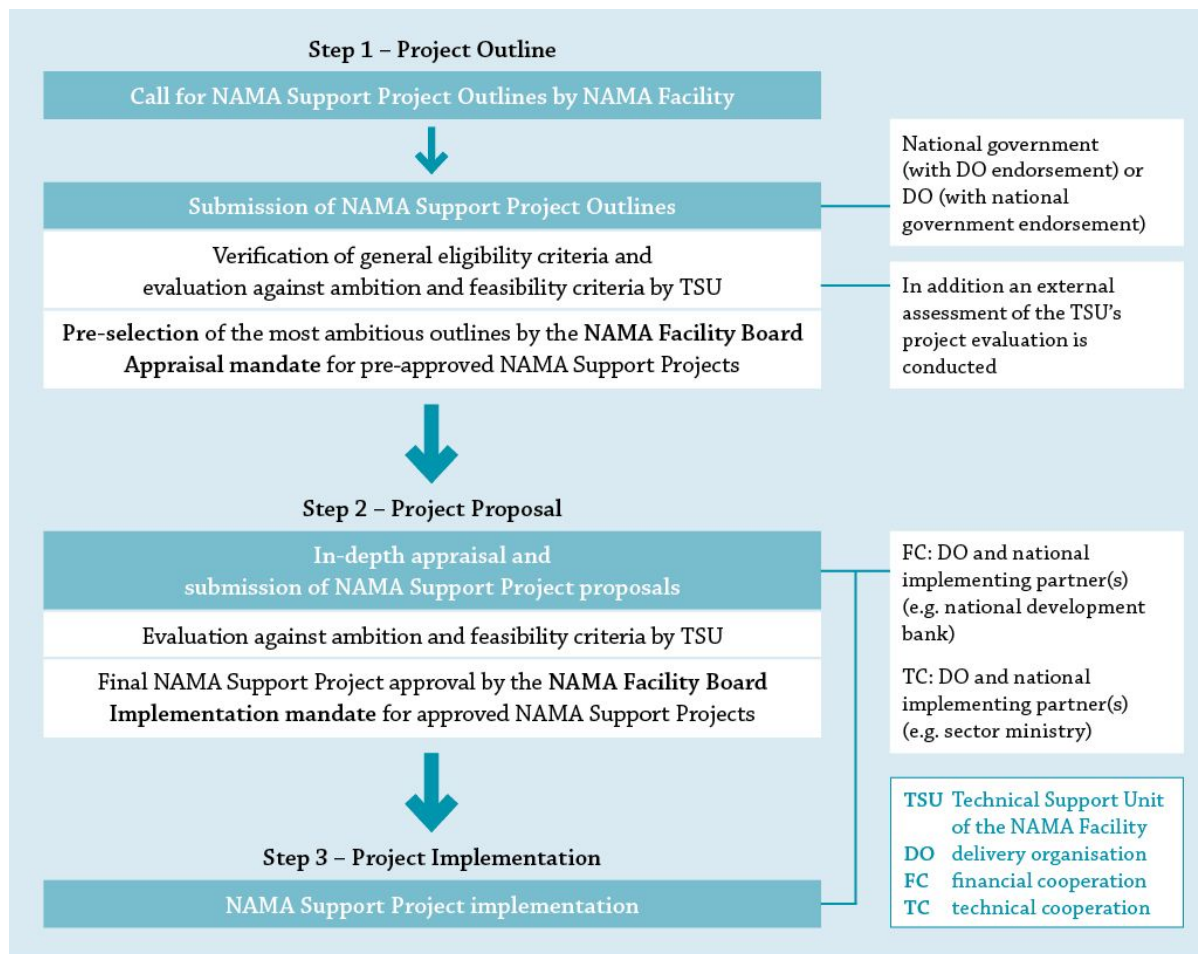 Step 1 – Project Outline
Call for NAMA Support Project Outlines by NAMA Facility
Submission of NAMA Support Project Outlines
National government
(with DO endorsement) or
DO (with national
government endorsement)
Verification of general eligibility criteria and
evaluation against ambition and feasibility criteria by TSU
In addition an external
assessment of the TSU’s
project evaluation is
conducted
Pre-selection of the most ambitious outlines by the NAMA Facility Board
Appraisal mandate for pre-approved NAMA Support Projects
Step 2 – Project Proposal
In-depth appraisal and
submission of NAMA Support Project proposals
FC: DO and national
implementing partner(s)
(e.g. national development
bank)
TC: DO and national
implementing partner(s)
(e.g. sector ministry)
Evaluation against ambition and feasibility criteria by TSU
Final NAMA Support Project approval by the NAMA Facility Board
Implementation mandate for approved NAMA Support Projects
Step 3 – Project Implementation
NAMA Support Project implementation
TSU Technical Support Unit
of the NAMA Facility
DO delivery organisation
FC financial cooperation
TC technical cooperation